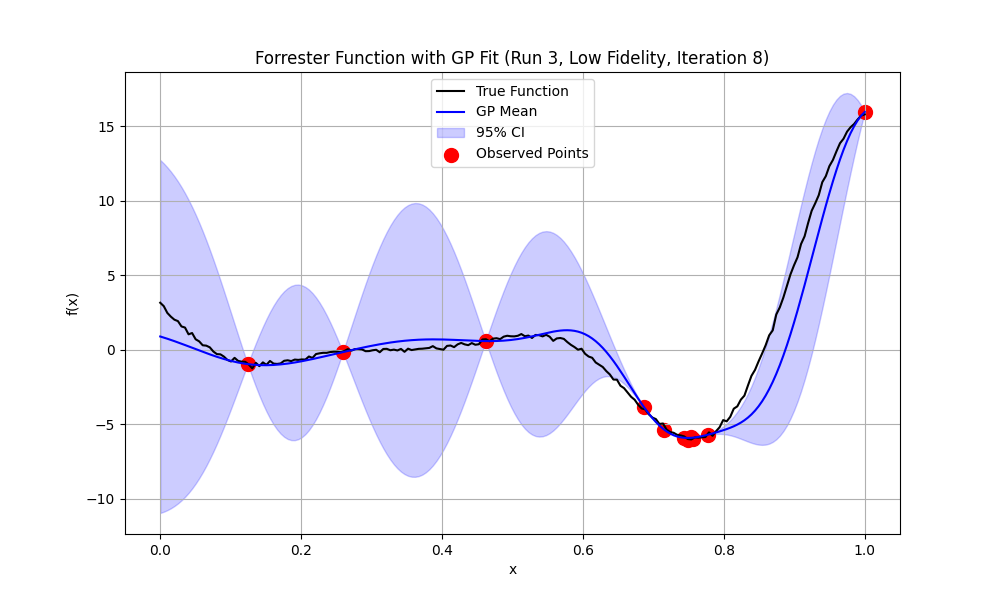 Forrester Function with GP Fit (Run 3, Low Fidelity, Iteration 8)
True Function
GP Mean
95% CI
Observed Points
f(x)
15
10
5
0
−5
−10
0.0
0.2
0.4
0.6
0.8
1.0
x